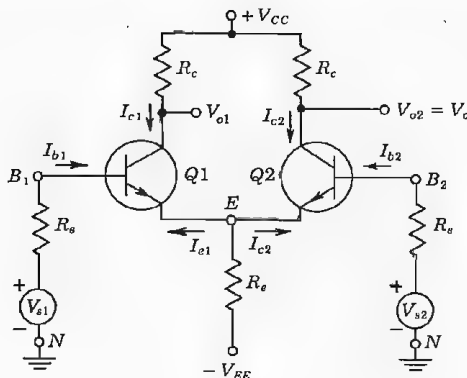 + V_CC
R_c
R_c
I_c1
V_o1
I_c2
V_o2 = V_o
I_b1
I_b2
B_1
Q1
Q2
B_2
R_s
E
R_s
I_e1
I_c2
+
V_s1
−
R_e
+
V_s2
−
N
N
− V_EE